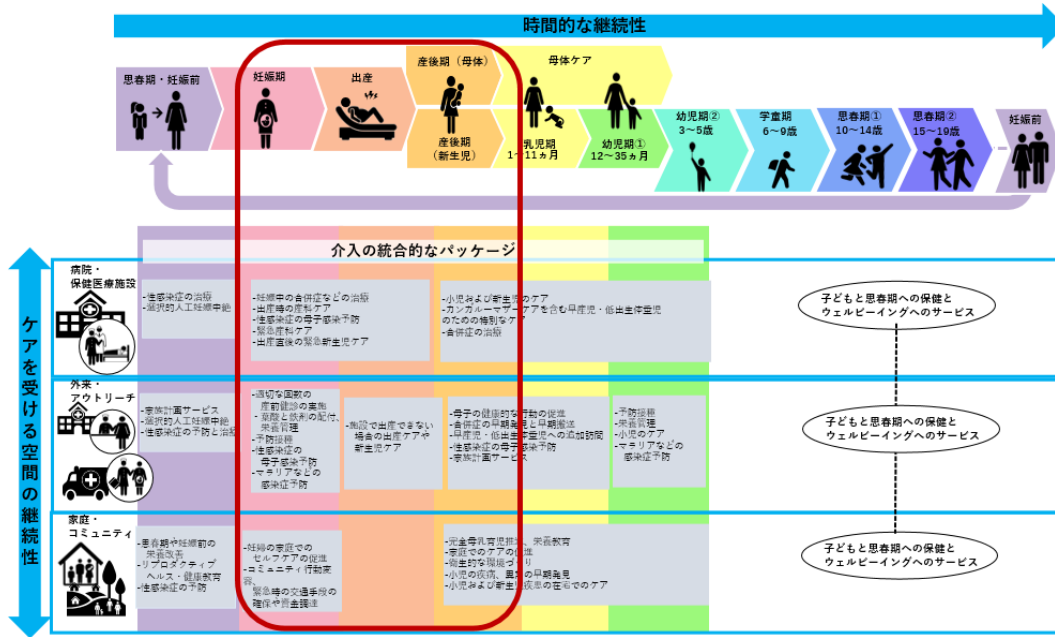 時間的な継続性
思春期・妊娠前
妊娠期
出産
産後期（母体）
母体ケア
産後期
（新生児）
乳児期
1～11ヵ月
幼児期①
12～35ヵ月
幼児期②
3～5歳
学童期
6～9歳
思春期①
10～14歳
思春期②
15～19歳
妊娠前
ケアを受ける空間の継続性
介入の統合的なパッケージ
病院・
保健医療施設
-性感染症の治療
-選択的人工妊娠中絶
-妊娠中の合併症などの治療
-出産時の産科ケア
-性感染症の母子感染予防
-緊急産科ケア
-出産直後の緊急新生児ケア
-小児および新生児のケア
-カンガルーマザーケアを含む早産児・低出生体重児
のための特別なケア
-合併症の治療
子どもと思春期への保健と
ウェルビーイングへのサービス
外来・
アウトリーチ
-家族計画サービス
-選択的人工妊娠中絶
-性感染症の予防と治療
-適切な回数の
産前健診の実施
・葉酸と鉄剤の配付、
栄養管理
-予防接種
-性感染症の
母子感染予防
-マラリアなどの
感染症予防
-施設で出産できない
場合の出産ケアや
新生児ケア
-母子の健康的な行動の促進
-合併症の早期発見と早期搬送
-早産児・低出生体重児への追加訪問
-性感染症の母子感染予防
-家族計画サービス
-予防接種
-栄養管理
-小児のケア
-マラリアなどの
感染症予防
子どもと思春期への保健と
ウェルビーイングへのサービス
家庭・
コミュニティ
-思春期や妊娠前の
栄養改善
-リプロダクティブ
ヘルス・健康教育
-性感染症の予防
-妊婦の家庭での
セルフケアの促進
-コミュニティ行動変
容、
緊急時の交通手段の
確保や資金調達
-完全母乳育児推進、栄養教育
-家庭でのケアの促進
-衛生的な環境づくり
-小児の疾病、異常の早期発見
-小児および新生児疾患の在宅でのケア
子どもと思春期への保健と
ウェルビーイングへのサービス